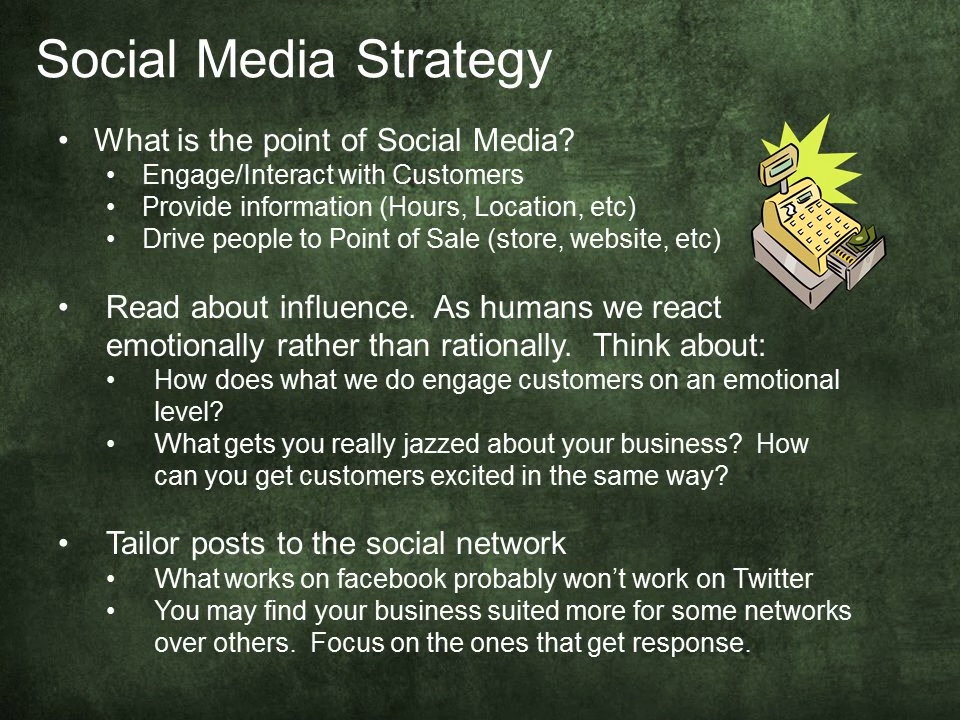 Social Media Strategy
• What is the point of Social Media?
• Engage/Interact with Customers
• Provide information (Hours, Location, etc)
• Drive people to Point of Sale (store, website, etc)
• Read about influence.  As humans we react
emotionally rather than rationally.  Think about:
• How does what we do engage customers on an emotional
level?
• What gets you really jazzed about your business?  How
can you get customers excited in the same way?
• Tailor posts to the social network
• What works on facebook probably won’t work on Twitter
• You may find your business suited more for some networks
over others.  Focus on the ones that get response.